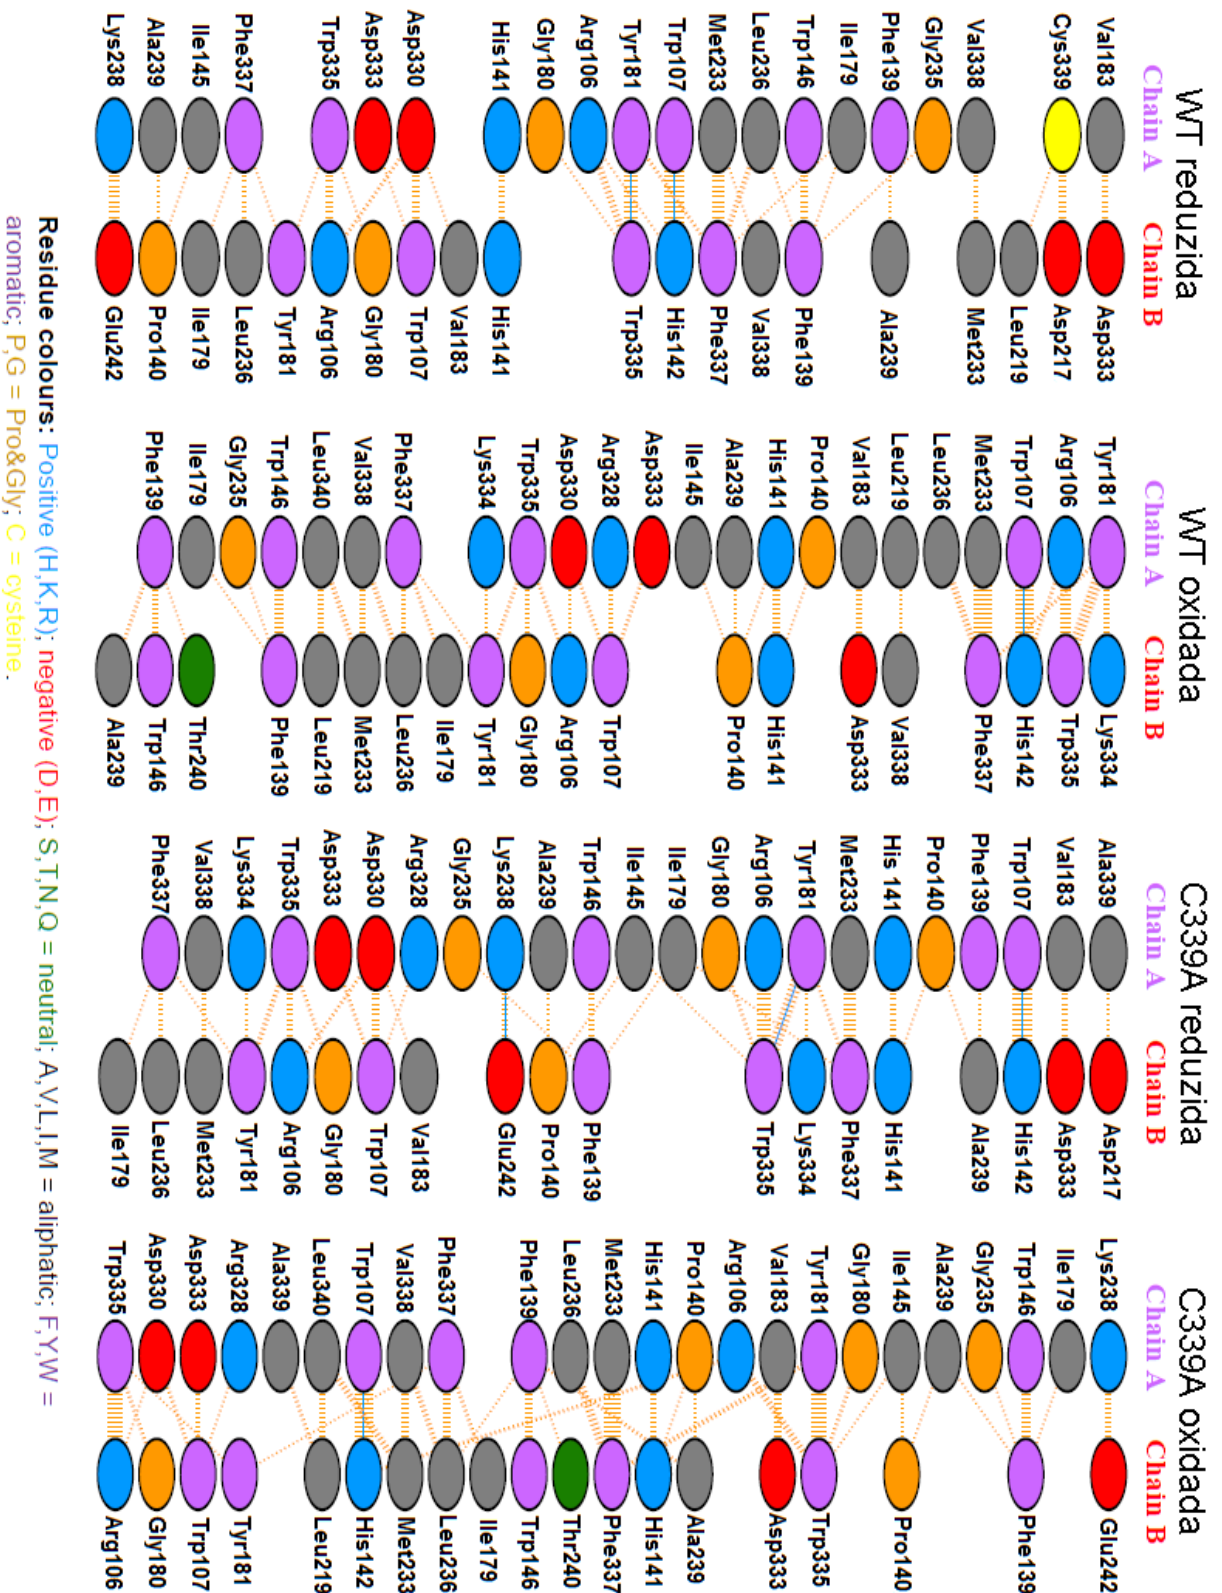 WT reduzida
Chain A
Chain B
Val183
Cys339
Val338
Gly235
Phe139
Ile179
Trp146
Leu236
Met233
Trp107
Tyr181
Arg106
Gly180
His141
Asp330
Asp333
Trp335
Phe337
Ile145
Ala239
Lys238
Asp333
Asp217
Leu219
Met233
Ala239
Phe139
Val338
Phe337
His142
Trp335
His141
Val183
Trp107
Gly180
Arg106
Tyr181
Leu236
Ile179
Pro140
Glu242
WT oxidada
Chain A
Chain B
Tyr181
Arg106
Trp107
Met233
Leu236
Leu219
Val183
Pro140
His141
Ala239
Ile145
Asp333
Arg328
Asp330
Trp335
Lys334
Phe337
Val338
Leu340
Trp146
Gly235
Ile179
Phe139
Lys334
Trp335
His142
Phe337
Val338
Asp333
His141
Pro140
Trp107
Arg106
Gly180
Tyr181
Ile179
Leu236
Met233
Leu219
Phe139
Thr240
Trp146
Ala239
C339A reduzida
Chain A
Chain B
Ala339
Val183
Trp107
Phe139
Pro140
His 141
Met233
Tyr181
Arg106
Gly180
Ile179
Ile145
Trp146
Ala239
Lys238
Gly235
Arg328
Asp330
Asp333
Trp335
Lys334
Val338
Phe337
Asp217
Asp333
His142
Ala239
His141
Phe337
Lys334
Trp335
Phe139
Pro140
Glu242
Val183
Trp107
Gly180
Arg106
Tyr181
Met233
Leu236
Ile179
C339A oxidada
Chain A
Chain B
Lys238
Ile179
Trp146
Gly235
Ala239
Ile145
Gly180
Tyr181
Val183
Arg106
Pro140
His141
Met233
Leu236
Phe139
Phe337
Val338
Trp107
Leu340
Ala339
Arg328
Asp333
Asp330
Trp335
Glu242
Phe139
Pro140
Trp335
Asp333
Ala239
His141
Phe337
Thr240
Trp146
Ile179
Leu236
Met233
His142
Leu219
Tyr181
Trp107
Gly180
Arg106
Residue colours: Positive (H,K,R); negative (D,E); S,T,N,Q = neutral; A,V,L,I,M = aliphatic; F,Y,W =
aromatic; P,G = Pro&Gly; C = cysteine.